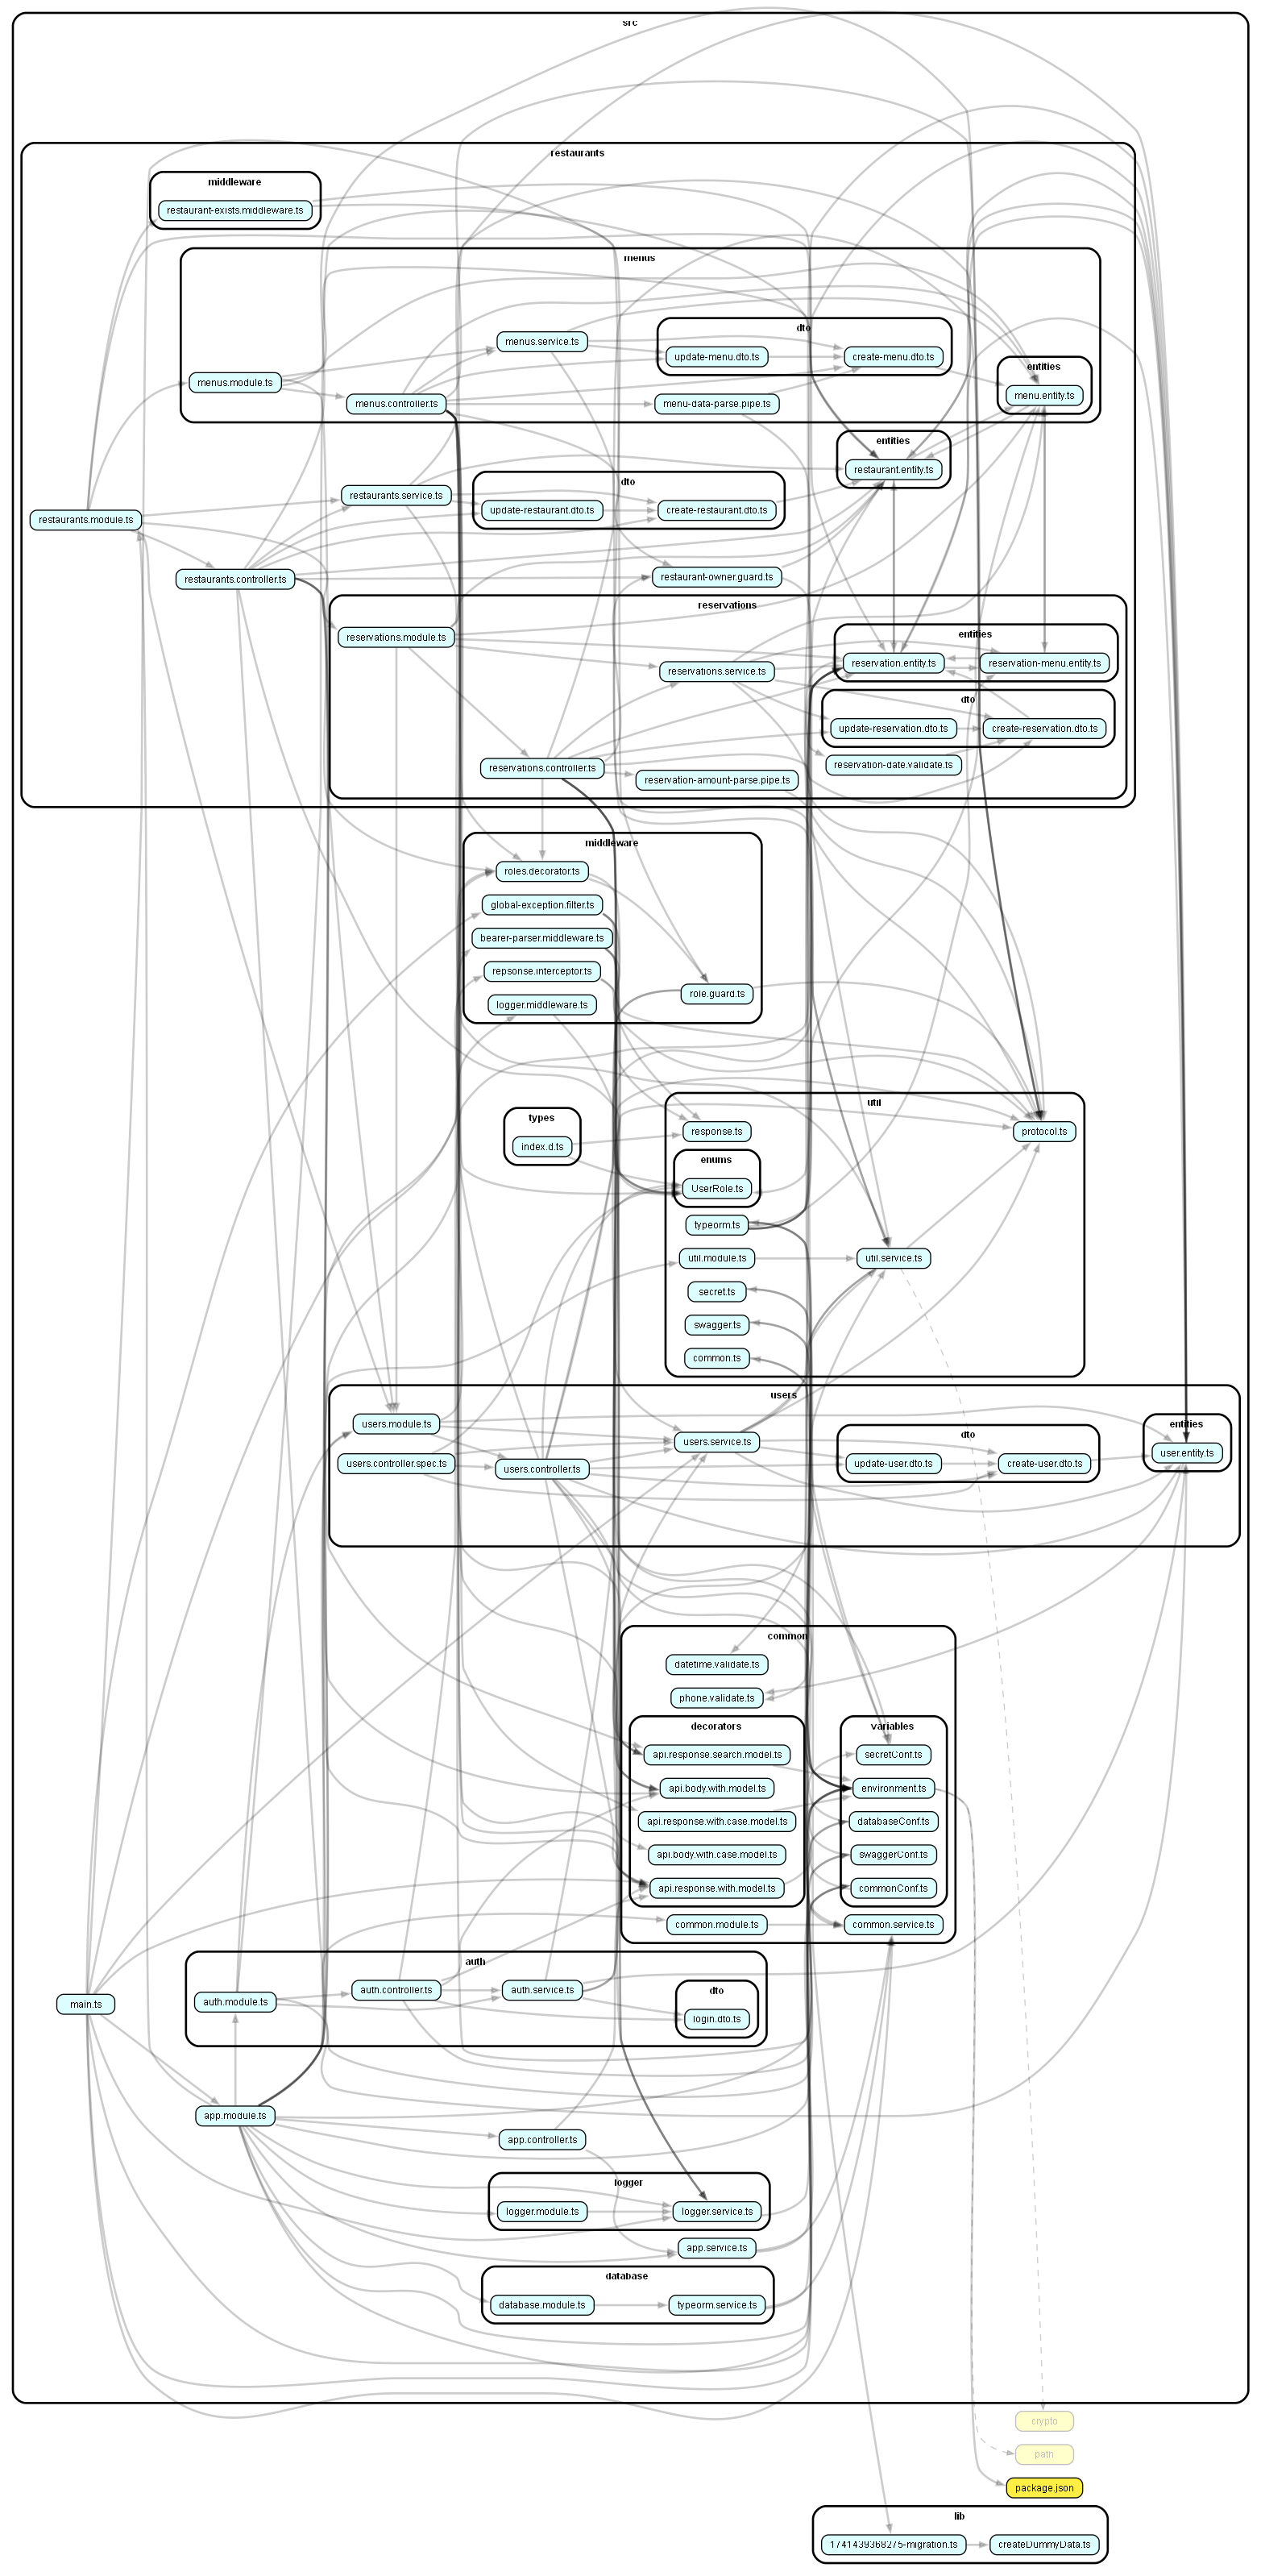 src
restaurants
middleware
restaurant-exists.middleware.ts
menus
menus.service.ts
dto
update-menu.dto.ts
create-menu.dto.ts
entities
menu.entity.ts
menus.module.ts
menus.controller.ts
menu-data-parse.pipe.ts
entities
restaurant.entity.ts
restaurants.service.ts
dto
update-restaurant.dto.ts
create-restaurant.dto.ts
restaurants.module.ts
restaurants.controller.ts
restaurant-owner.guard.ts
reservations
reservations.module.ts
entities
reservation.entity.ts
reservation-menu.entity.ts
reservations.service.ts
dto
update-reservation.dto.ts
create-reservation.dto.ts
reservation-date.validate.ts
reservations.controller.ts
reservation-amount-parse.pipe.ts
middleware
roles.decorator.ts
global-exception.filter.ts
bearer-parser.middleware.ts
repsonse.interceptor.ts
role.guard.ts
logger.middleware.ts
util
types
index.d.ts
response.ts
protocol.ts
enums
UserRole.ts
typeorm.ts
util.module.ts
util.service.ts
secret.ts
swagger.ts
common.ts
users
users.module.ts
users.controller.spec.ts
users.service.ts
users.controller.ts
dto
update-user.dto.ts
create-user.dto.ts
entities
user.entity.ts
common
datetime.validate.ts
phone.validate.ts
decorators
api.response.search.model.ts
api.body.with.model.ts
api.response.with.case.model.ts
api.body.with.case.model.ts
api.response.with.model.ts
variables
secretConf.ts
environment.ts
databaseConf.ts
swaggerConf.ts
commonConf.ts
common.module.ts
common.service.ts
auth
auth.module.ts
auth.controller.ts
auth.service.ts
dto
login.dto.ts
main.ts
app.module.ts
app.controller.ts
logger
logger.module.ts
logger.service.ts
app.service.ts
database
database.module.ts
typeorm.service.ts
crypto
path
package.json
lib
1741439368275-migration.ts
createDummyData.ts